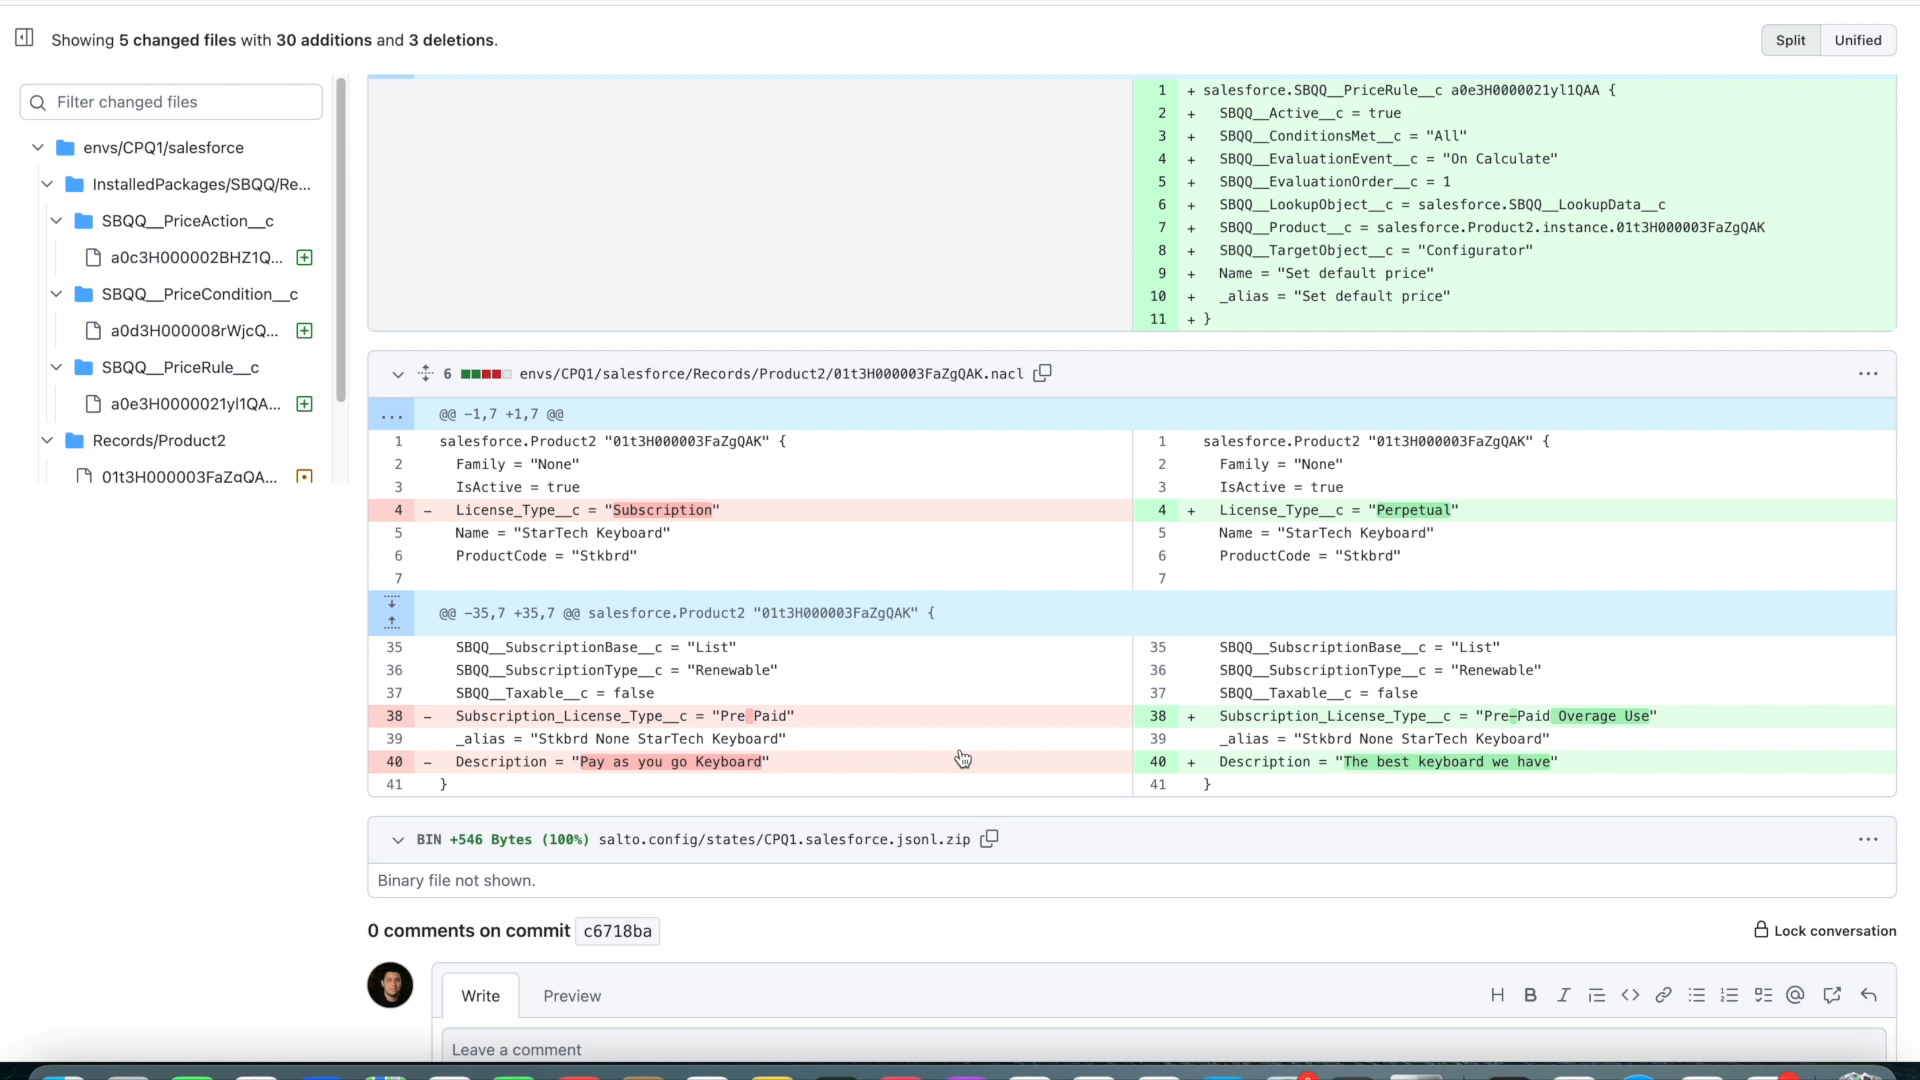 Showing 5 changed files with 30 additions and 3 deletions.
Split
Unified
Filter changed files
envs/CPQ1/salesforce
InstalledPackages/SBQQ/Re...
SBQQ__PriceAction__c
a0c3H000002BHZ1Q...
SBQQ__PriceCondition__c
a0d3H000008rWjcQ...
SBQQ__PriceRule__c
a0e3H0000021yl1QA...
Records/Product2
01t3H000003FaZgQA...
1 + salesforce.SBQQ__PriceRule__c a0e3H0000021yl1QAA {
2 + SBQQ__Active__c = true
3 + SBQQ__ConditionsMet__c = "All"
4 + SBQQ__EvaluationEvent__c = "On Calculate"
5 + SBQQ__EvaluationOrder__c = 1
6 + SBQQ__LookupObject__c = salesforce.SBQQ__LookupData__c
7 + SBQQ__Product__c = salesforce.Product2.instance.01t3H000003FaZgQAK
8 + SBQQ__TargetObject__c = "Configurator"
9 + Name = "Set default price"
10 + _alias = "Set default price"
11 + }
6 envs/CPQ1/salesforce/Records/Product2/01t3H000003FaZgQAK.nacl
... @@ -1,7 +1,7 @@
1 salesforce.Product2 "01t3H000003FaZgQAK" {
2 Family = "None"
3 IsActive = true
4 - License_Type__c = "Subscription"
5 Name = "StarTech Keyboard"
6 ProductCode = "Stkbrd"
7
1 salesforce.Product2 "01t3H000003FaZgQAK" {
2 Family = "None"
3 IsActive = true
4 + License_Type__c = "Perpetual"
5 Name = "StarTech Keyboard"
6 ProductCode = "Stkbrd"
7
@@ -35,7 +35,7 @@ salesforce.Product2 "01t3H000003FaZgQAK" {
35 SBQQ__SubscriptionBase__c = "List"
36 SBQQ__SubscriptionType__c = "Renewable"
37 SBQQ__Taxable__c = false
38 - Subscription_License_Type__c = "Pre Paid"
39 _alias = "Stkbrd None StarTech Keyboard"
40 - Description = "Pay as you go Keyboard"
41 }
35 SBQQ__SubscriptionBase__c = "List"
36 SBQQ__SubscriptionType__c = "Renewable"
37 SBQQ__Taxable__c = false
38 + Subscription_License_Type__c = "Pre-Paid Overage Use"
39 _alias = "Stkbrd None StarTech Keyboard"
40 + Description = "The best keyboard we have"
41 }
BIN +546 Bytes (100%) salto.config/states/CPQ1.salesforce.jsonl.zip
Binary file not shown.
0 comments on commit c6718ba
Lock conversation
Write
Preview
Leave a comment